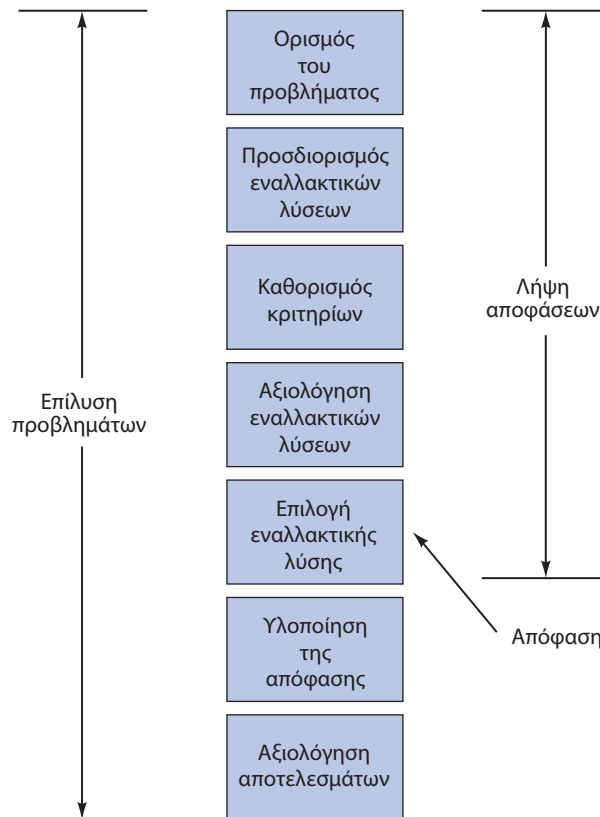 Ορισμός
του
προβλήματος
Προσδιορισμός
εναλλακτικών
λύσεων
Καθορισμός
κριτηρίων
Λήψη
αποφάσεων
Αξιολόγηση
εναλλακτικών
λύσεων
Επίλυση
προβλημάτων
Επιλογή
εναλλακτικής
λύσης
Υλοποίηση
της
απόφασης
Απόφαση
Αξιολόγηση
αποτελεσμάτων